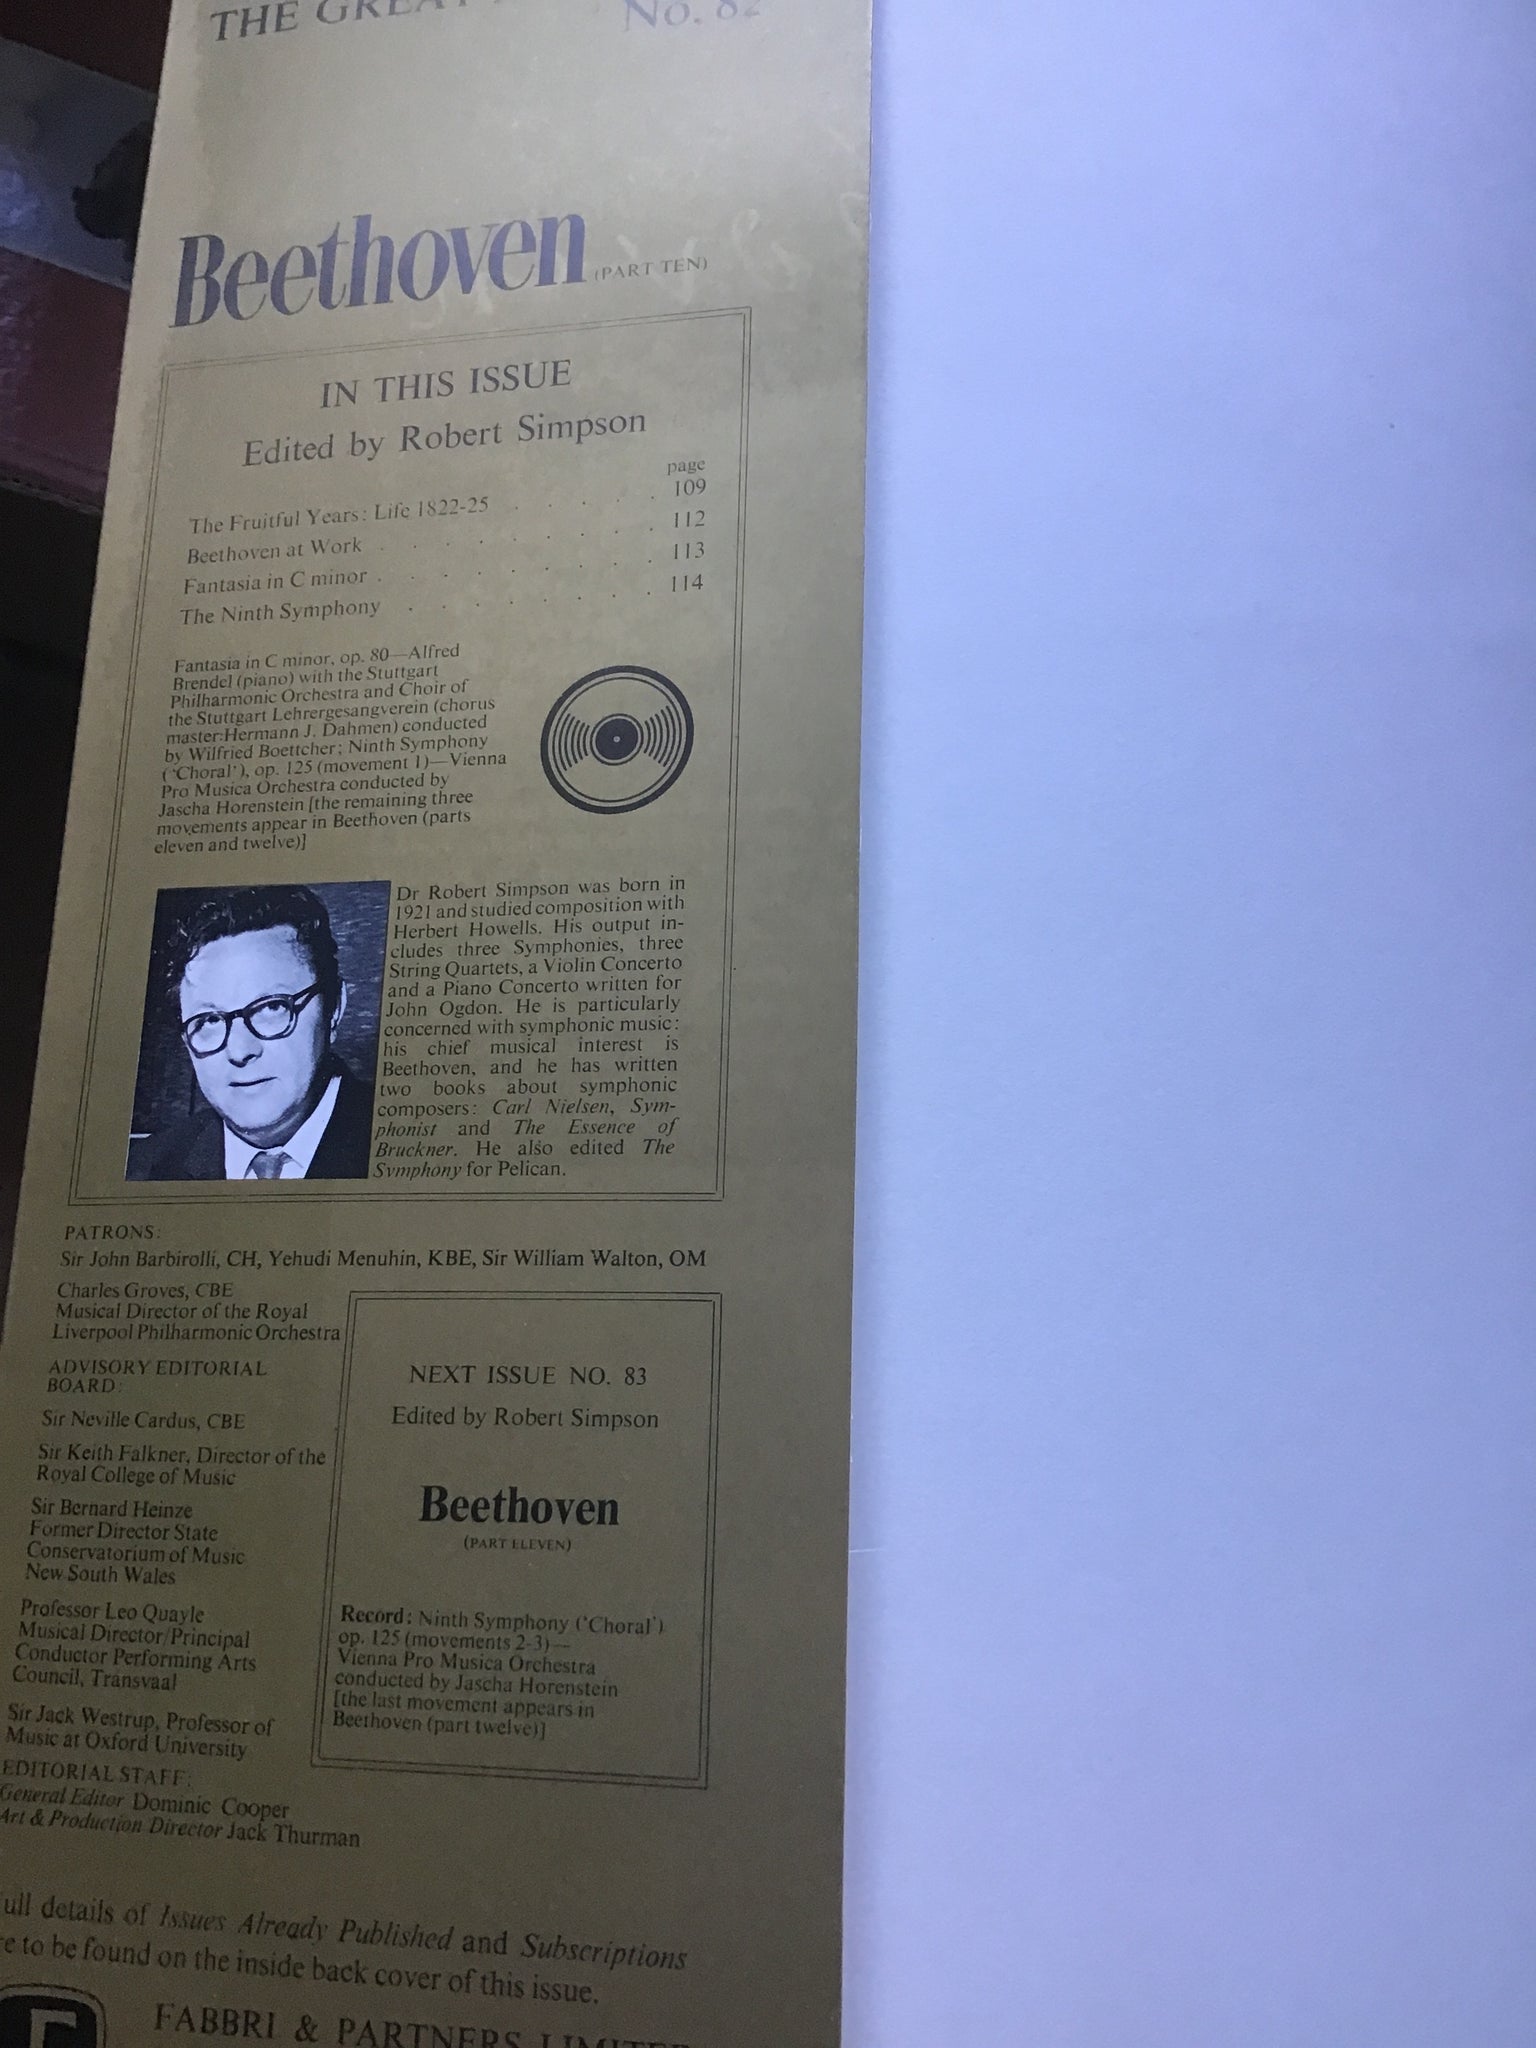 THE GREAT
No. 82
Beethoven (PART TEN)
IN THIS ISSUE
Edited by Robert Simpson
page
The Fruitful Years: Life 1822-25 . . . . . 109
Beethoven at Work . . . . . . . . 112
Fantasia in C minor . . . . . . . . 113
The Ninth Symphony . . . . . . . 114
Fantasia in C minor, op. 80—Alfred
Brendel (piano) with the Stuttgart
Philharmonic Orchestra and Choir of
the Stuttgart Lehrergesangverein (chorus
master:Hermann J. Dahmen) conducted
by Wilfried Boettcher; Ninth Symphony
('Choral'), op. 125 (movement 1)—Vienna
Pro Musica Orchestra conducted by
Jascha Horenstein [the remaining three
movements appear in Beethoven (parts
eleven and twelve)]
Dr Robert Simpson was born in
1921 and studied composition with
Herbert Howells. His output in-
cludes three Symphonies, three
String Quartets, a Violin Concerto
and a Piano Concerto written for
John Ogdon. He is particularly
concerned with symphonic music:
his chief musical interest is
Beethoven, and he has written
two books about symphonic
composers: Carl Nielsen, Sym-
phonist and The Essence of
Bruckner. He also edited The
Symphony for Pelican.
PATRONS:
Sir John Barbirolli, CH, Yehudi Menuhin, KBE, Sir William Walton, OM
Charles Groves, CBE
Musical Director of the Royal
Liverpool Philharmonic Orchestra
ADVISORY EDITORIAL
BOARD:
Sir Neville Cardus, CBE
Sir Keith Falkner, Director of the
Royal College of Music
Sir Bernard Heinze
Former Director State
Conservatorium of Music
New South Wales
Professor Leo Quayle
Musical Director/Principal
Conductor Performing Arts
Council, Transvaal
Sir Jack Westrup, Professor of
Music at Oxford University
EDITORIAL STAFF:
General Editor Dominic Cooper
Art & Production Director Jack Thurman
NEXT ISSUE NO. 83
Edited by Robert Simpson
Beethoven
(PART ELEVEN)
Record: Ninth Symphony ('Choral')
op. 125 (movements 2-3)—
Vienna Pro Musica Orchestra
conducted by Jascha Horenstein
[the last movement appears in
Beethoven (part twelve)]
ull details of Issues Already Published and Subscriptions
re to be found on the inside back cover of this issue.
FABBRI & PARTNERS LIMITED